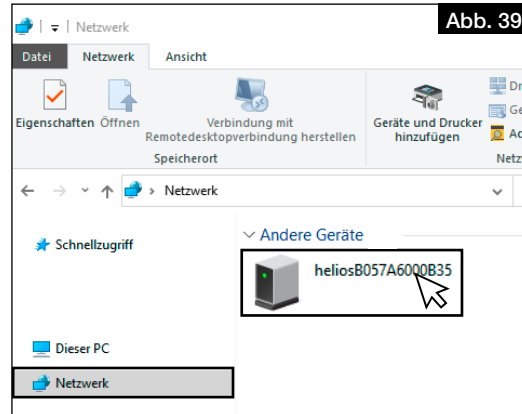 Abb. 39
Netzwerk
Datei Netzwerk Ansicht
Eigenschaften Öffnen
Verbindung mit
Remotedesktopverbindung herstellen
Geräte und Drucker
hinzufügen
Speicherort
Netzwerk
Schnellzugriff
Andere Geräte
heliosB057A6000B35
Dieser PC
Netzwerk